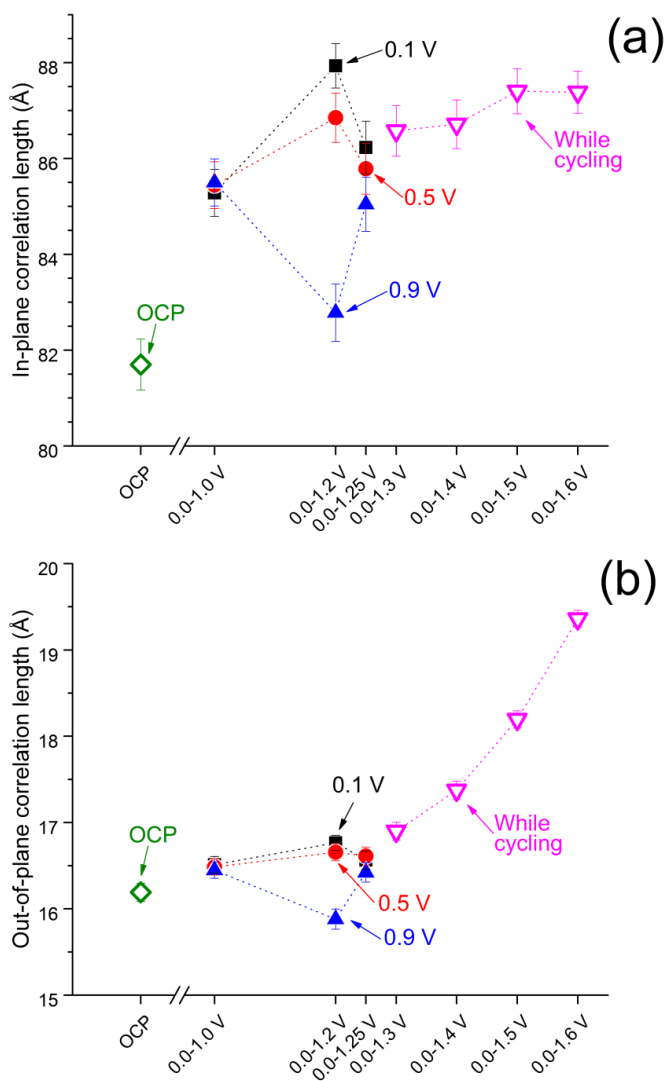 (a)
In-plane correlation length (Å)
88
86
84
82
80
0.1 V
0.5 V
0.9 V
While
cycling
OCP
OCP
0.0-1.0 V
0.0-1.2 V
0.0-1.25 V
0.0-1.3 V
0.0-1.4 V
0.0-1.5 V
0.0-1.6 V
(b)
Out-of-plane correlation length (Å)
20
19
18
17
16
15
0.1 V
OCP
While
cycling
0.5 V
0.9 V
OCP
0.0-1.0 V
0.0-1.2 V
0.0-1.25 V
0.0-1.3 V
0.0-1.4 V
0.0-1.5 V
0.0-1.6 V